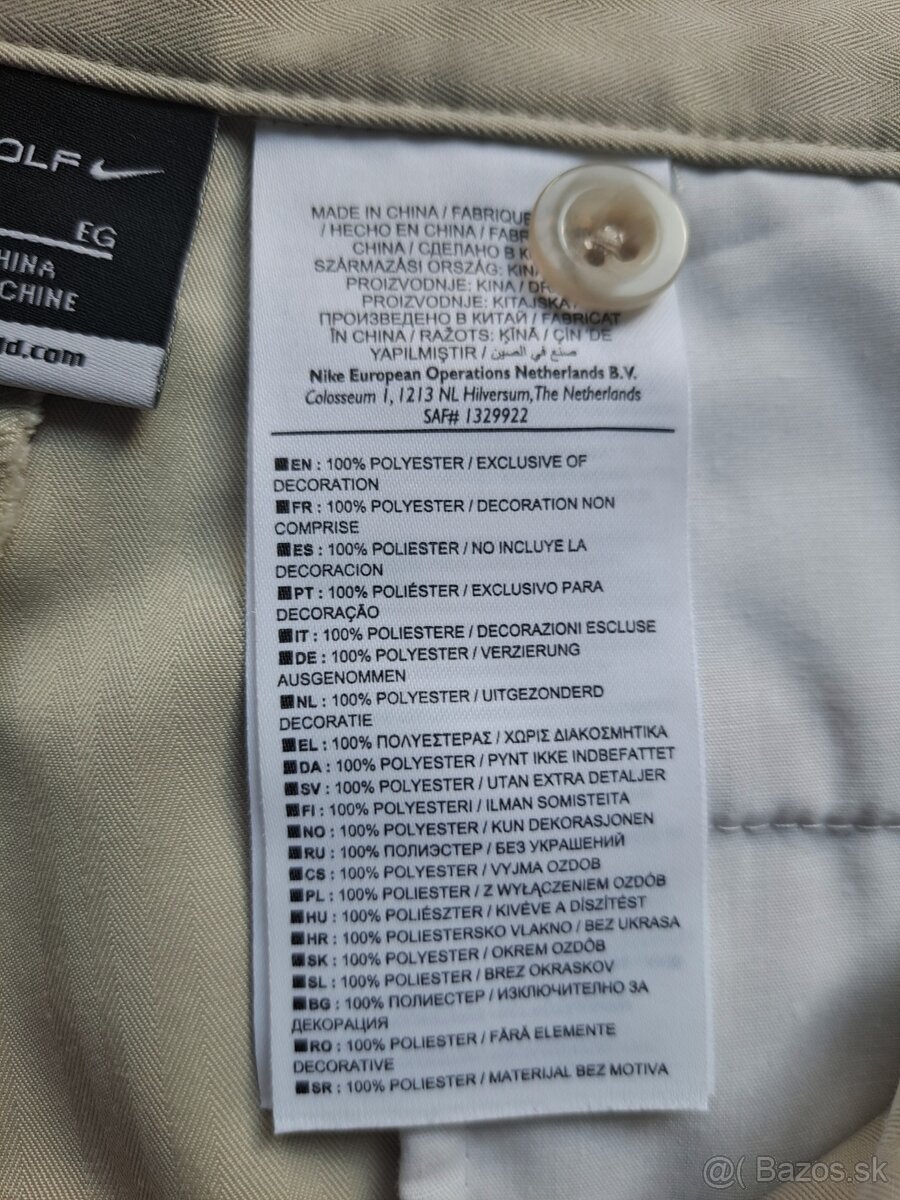 OLF
EG
HINA
CHINE
ld.com
MADE IN CHINA / FABRIQUE
/ HECHO EN CHINA / FABR
CHINA / СДЕЛАНО В К
SZÁRMAZÁSI ORSZÁG: KINA
PROIZVODNJE: KINA / DR
PROIZVODNJE: KITAJSKA /
ПРОИЗВЕДЕНО В КИТАЙ / FABRICAT
ÎN CHINA / RAŽOTS: ĶĪNĀ / ÇIN'DE
YAPILMIŞTIR / صنع في الصين
Nike European Operations Netherlands B.V.
Colosseum 1, 1213 NL Hilversum, The Netherlands
SAF# 1329922
EN : 100% POLYESTER / EXCLUSIVE OF
DECORATION
FR : 100% POLYESTER / DECORATION NON
COMPRISE
ES : 100% POLIESTER / NO INCLUYE LA
DECORACION
PT : 100% POLIÉSTER / EXCLUSIVO PARA
DECORAÇÃO
IT : 100% POLIESTERE / DECORAZIONI ESCLUSE
DE : 100% POLYESTER / VERZIERUNG
AUSGENOMMEN
NL : 100% POLYESTER / UITGEZONDERD
DECORATIE
EL : 100% ΠΟΛΥΕΣΤΕΡΑΣ / ΧΩΡΙΣ ΔΙΑΚΟΣΜΗΤΙΚΑ
DA : 100% POLYESTER / PYNT IKKE INDBEFATTET
SV : 100% POLYESTER / UTAN EXTRA DETALJER
FI : 100% POLYESTERI / ILMAN SOMISTEITA
NO : 100% POLYESTER / KUN DEKORASJONEN
RU : 100% ПОЛИЭСТЕР / БЕЗ УКРАШЕНИЙ
CS : 100% POLYESTER / VYJMA OZDOB
PL : 100% POLIESTER / Z WYŁĄCZENIEM OZDÓB
HU : 100% POLIÉSZTER / KIVÉVE A DÍSZÍTÉST
HR : 100% POLIESTERSKO VLAKNO / BEZ UKRASA
SK : 100% POLYESTER / OKREM OZDÔB
SL : 100% POLIESTER / BREZ OKRASKOV
BG : 100% ПОЛИЕСТЕР / ИЗКЛЮЧИТЕЛНО ЗА
ДЕКОРАЦИЯ
RO : 100% POLIESTER / FĂRĂ ELEMENTE
DECORATIVE
SR : 100% POLIESTER / MATERIJAL BEZ MOTIVA
@( Bazos.sk